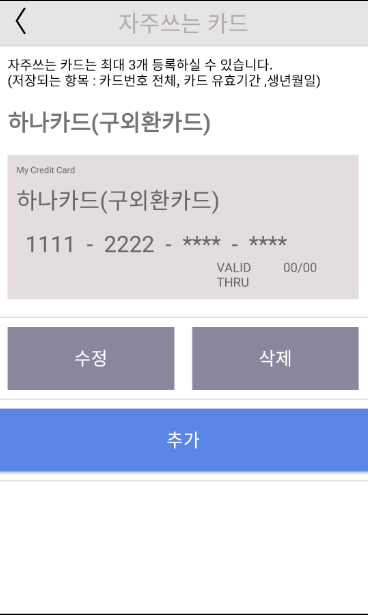 자주쓰는 카드
자주쓰는 카드는 최대 3개 등록하실 수 있습니다.
(저장되는 항목 : 카드번호 전체, 카드 유효기간 ,생년월일)
하나카드(구외환카드)
My Credit Card
하나카드(구외환카드)
1111 - 2222 - **** - ****
VALID THRU 00/00
수정 삭제
추가